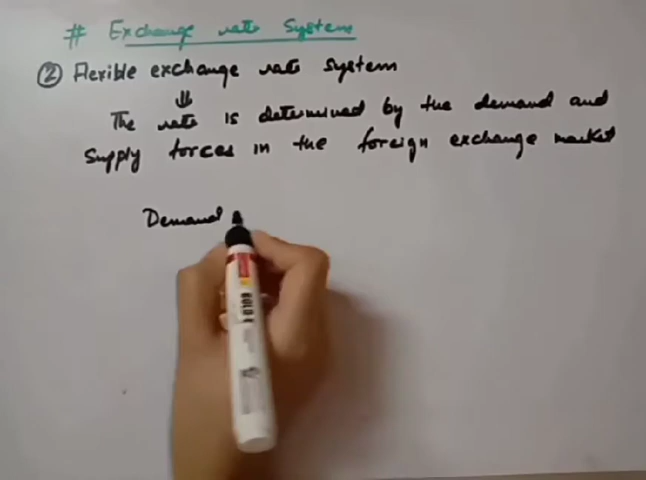 # Exchange rate System
② Flexible exchange rate system
⇓
The rate is determined by the demand and
supply forces in the foreign exchange market
Demand